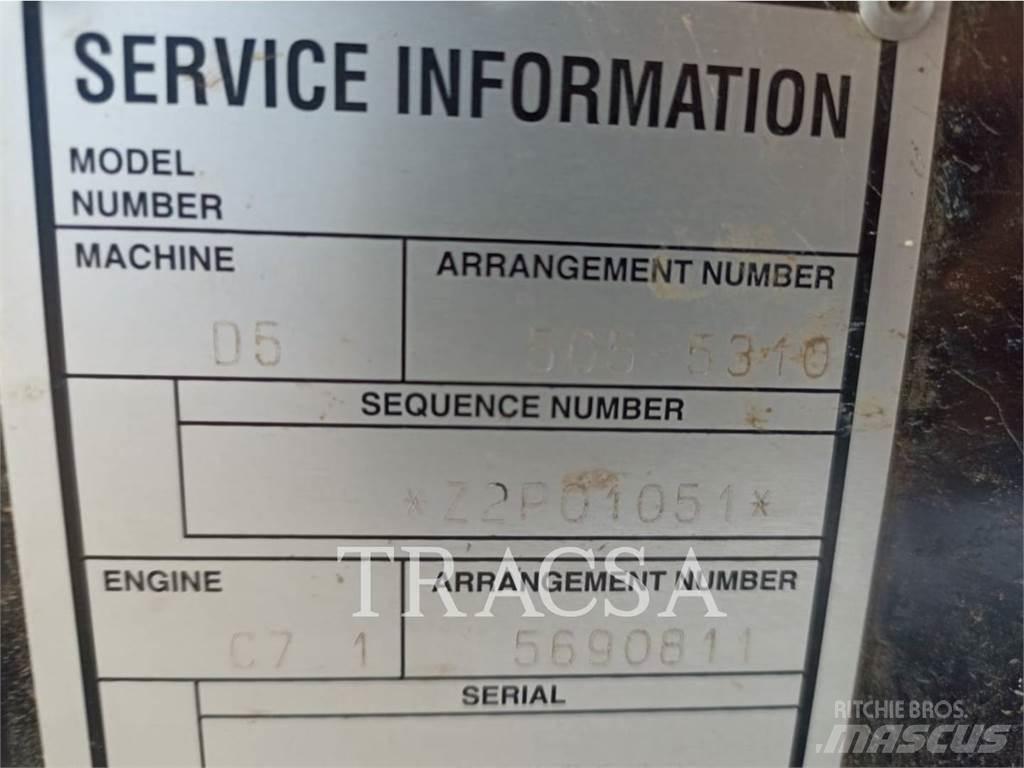 SERVICE INFORMATION
MODEL
NUMBER
MACHINE
ARRANGEMENT NUMBER
D5
505 5310
SEQUENCE NUMBER
*Z2P01051*
TRACSA
ENGINE
ARRANGEMENT NUMBER
C7 1
5690811
SERIAL
RITCHIE BROS.
MASCUS